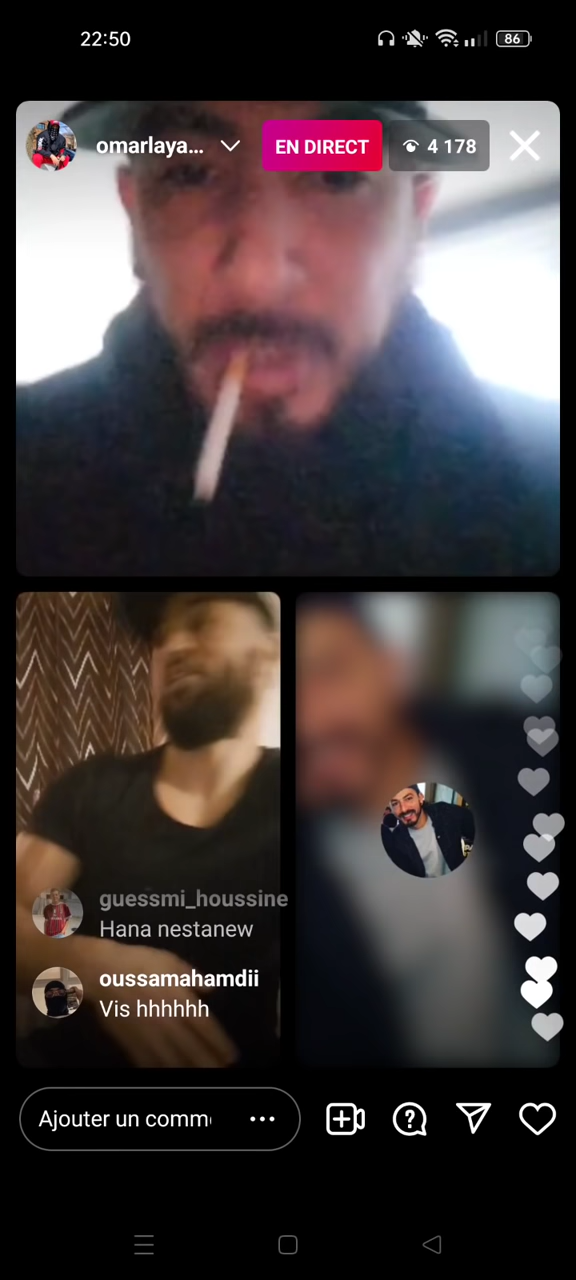 22:50
86
omarlaya...
EN DIRECT
4 178
guessmi_houssine
Hana nestanew
oussamahamdii
Vis hhhhhh
Ajouter un comm